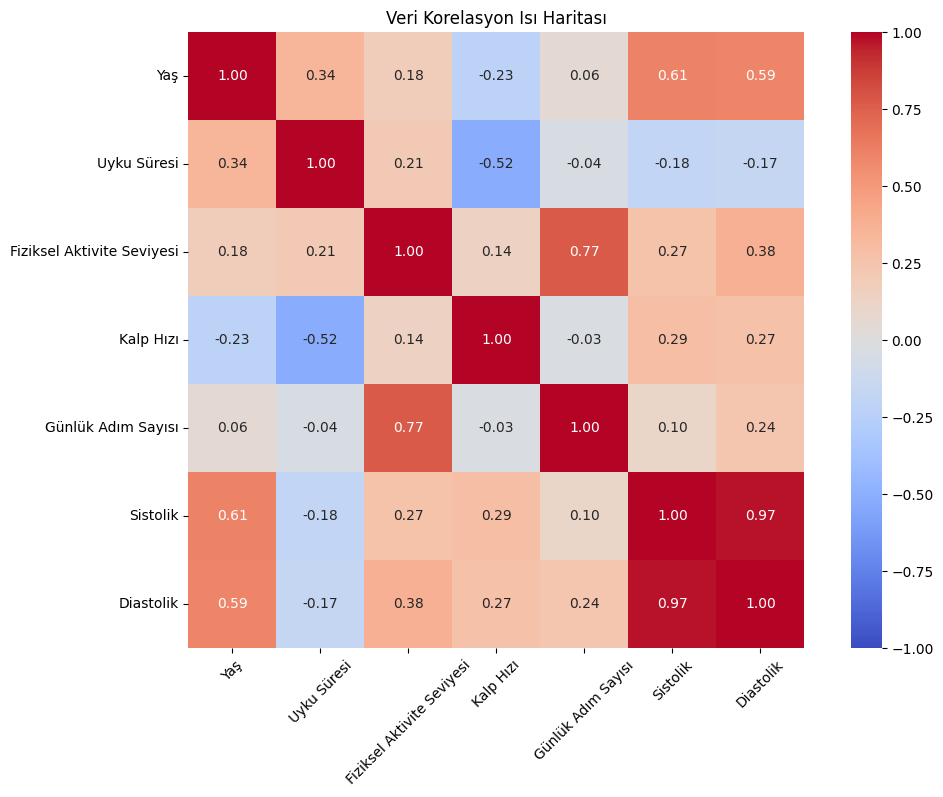 Veri Korelasyon Isı Haritası
Yaş 1.00 0.34 0.18 -0.23 0.06 0.61 0.59
Uyku Süresi 0.34 1.00 0.21 -0.52 -0.04 -0.18 -0.17
Fiziksel Aktivite Seviyesi 0.18 0.21 1.00 0.14 0.77 0.27 0.38
Kalp Hızı -0.23 -0.52 0.14 1.00 -0.03 0.29 0.27
Günlük Adım Sayısı 0.06 -0.04 0.77 -0.03 1.00 0.10 0.24
Sistolik 0.61 -0.18 0.27 0.29 0.10 1.00 0.97
Diastolik 0.59 -0.17 0.38 0.27 0.24 0.97 1.00
Yaş
Uyku Süresi
Fiziksel Aktivite Seviyesi
Kalp Hızı
Günlük Adım Sayısı
Sistolik
Diastolik
1.00
0.75
0.50
0.25
0.00
−0.25
−0.50
−0.75
−1.00